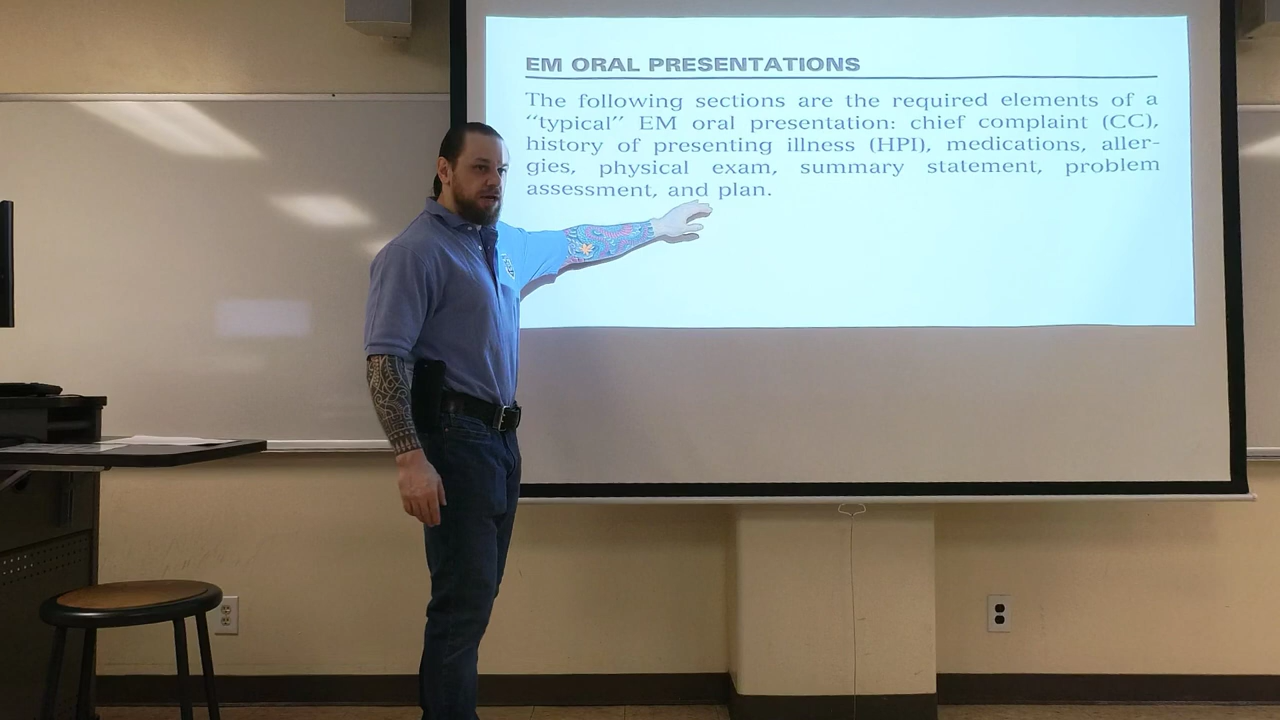 EM ORAL PRESENTATIONS
The following sections are the required elements of a
“typical” EM oral presentation: chief complaint (CC),
history of presenting illness (HPI), medications, aller-
gies, physical exam, summary statement, problem
assessment, and plan.